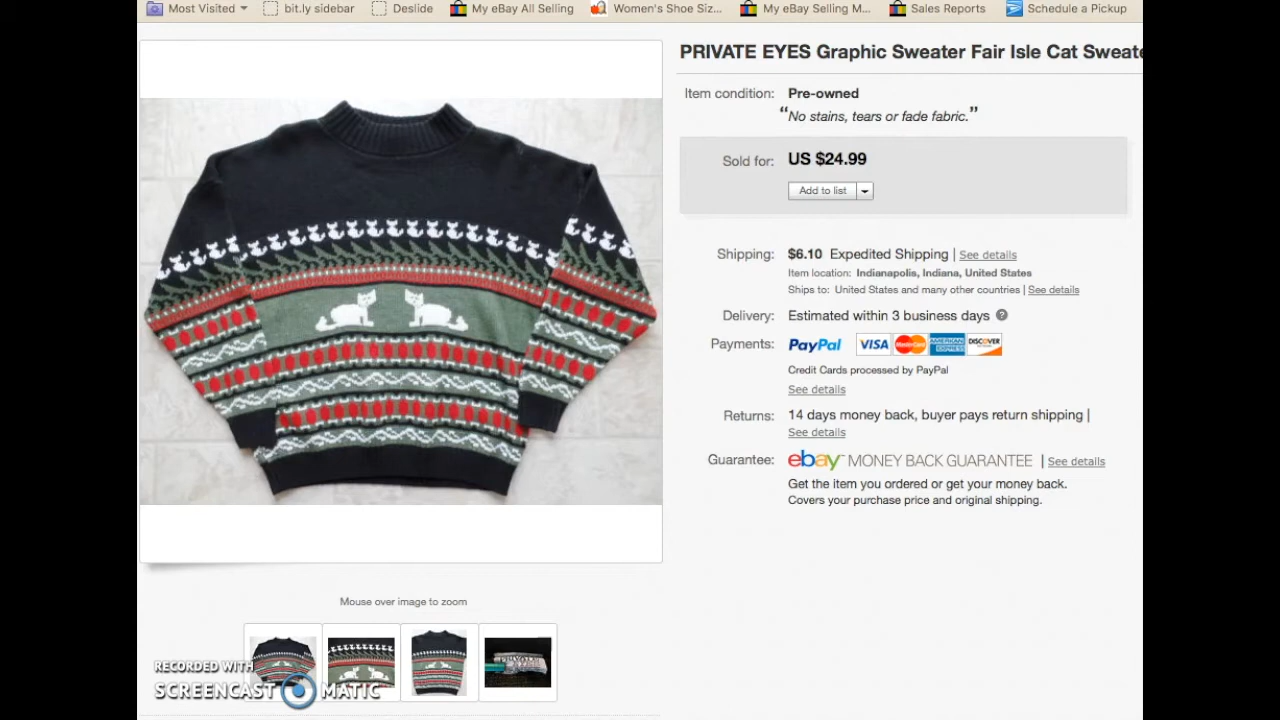 Most Visited
bit.ly sidebar
Deslide
My eBay All Selling
Women's Shoe Siz...
My eBay Selling M...
Sales Reports
Schedule a Pickup
PRIVATE EYES Graphic Sweater Fair Isle Cat Sweate
Item condition: Pre-owned
“No stains, tears or fade fabric.”
Sold for: US $24.99
Add to list
Shipping: $6.10 Expedited Shipping | See details
Item location: Indianapolis, Indiana, United States
Ships to: United States and many other countries | See details
Delivery: Estimated within 3 business days ?
Payments: PayPal VISA MasterCard AMERICAN EXPRESS DISCOVER
Credit Cards processed by PayPal
See details
Returns: 14 days money back, buyer pays return shipping |
See details
Guarantee: ebay MONEY BACK GUARANTEE | See details
Get the item you ordered or get your money back.
Covers your purchase price and original shipping.
Mouse over image to zoom
RECORDED WITH
SCREENCAST MATIC